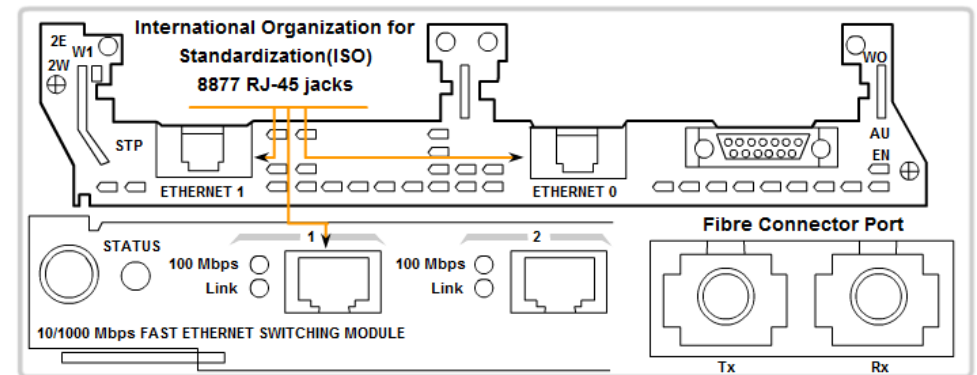 International Organization for
Standardization(ISO)
8877 RJ-45 jacks
2E
W1
2W
WO
STP
AU
EN
ETHERNET 1
ETHERNET 0
STATUS
1
2
Fibre Connector Port
100 Mbps
Link
100 Mbps
Link
10/1000 Mbps FAST ETHERNET SWITCHING MODULE
Tx
Rx